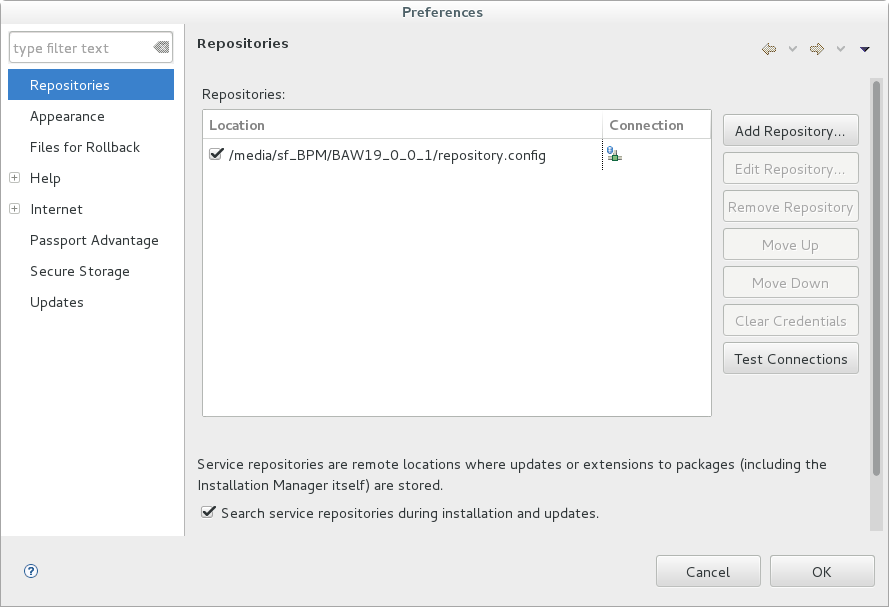 Preferences
type filter text
Repositories
Appearance
Files for Rollback
Help
Internet
Passport Advantage
Secure Storage
Updates
Repositories
Repositories:
Location Connection
/media/sf_BPM/BAW19_0_0_1/repository.config
Add Repository...
Edit Repository...
Remove Repository
Move Up
Move Down
Clear Credentials
Test Connections
Service repositories are remote locations where updates or extensions to packages (including the
Installation Manager itself) are stored.
Search service repositories during installation and updates.
?
Cancel OK